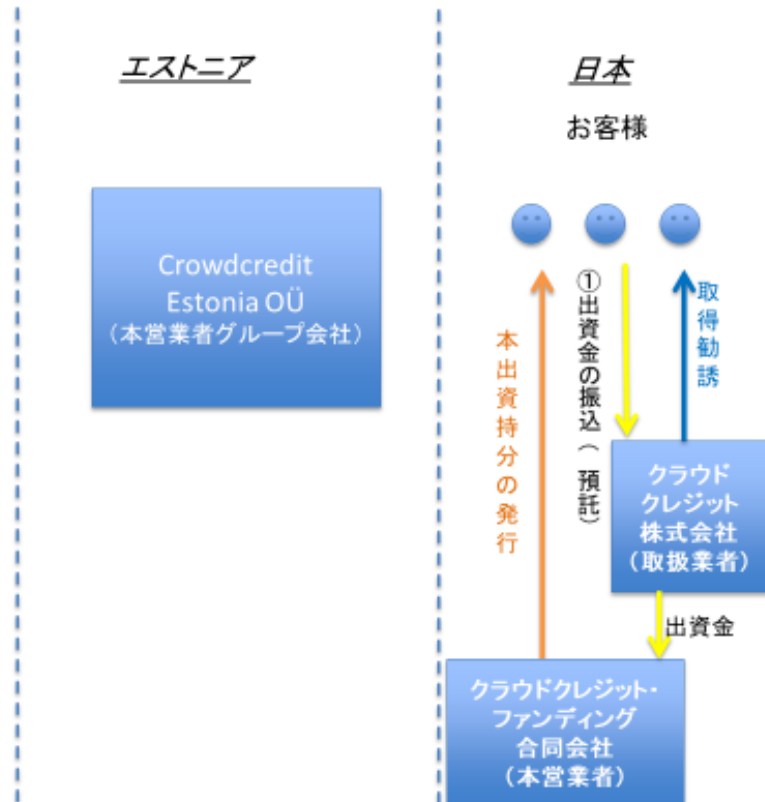 エストニア
日本
お客様
Crowdcredit
Estonia OÜ
（本営業者グループ会社）
本出資持分の発行
①出資金の振込（預託）
取得勧誘
クラウド
クレジット
株式会社
（取扱業者）
出資金
クラウドクレジット・
ファンディング
合同会社
（本営業者）